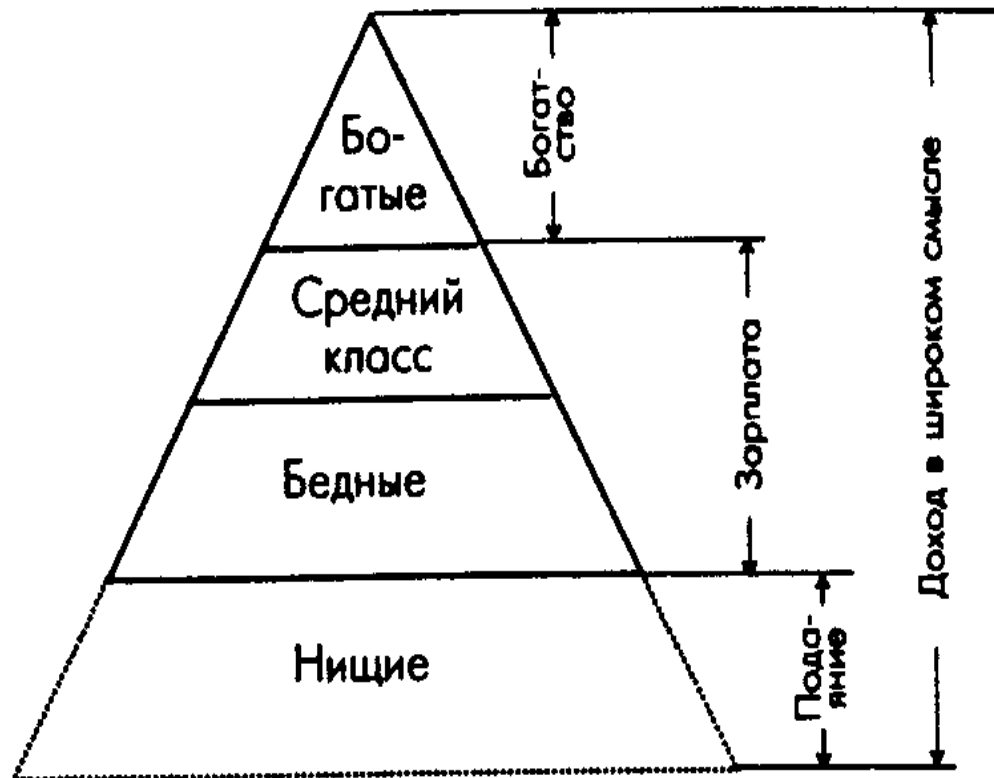 Бо-
гатые
Средний
класс
Бедные
Нищие
Богат-
ство
Зарплата
Пода-
яние
Доход в широком смысле